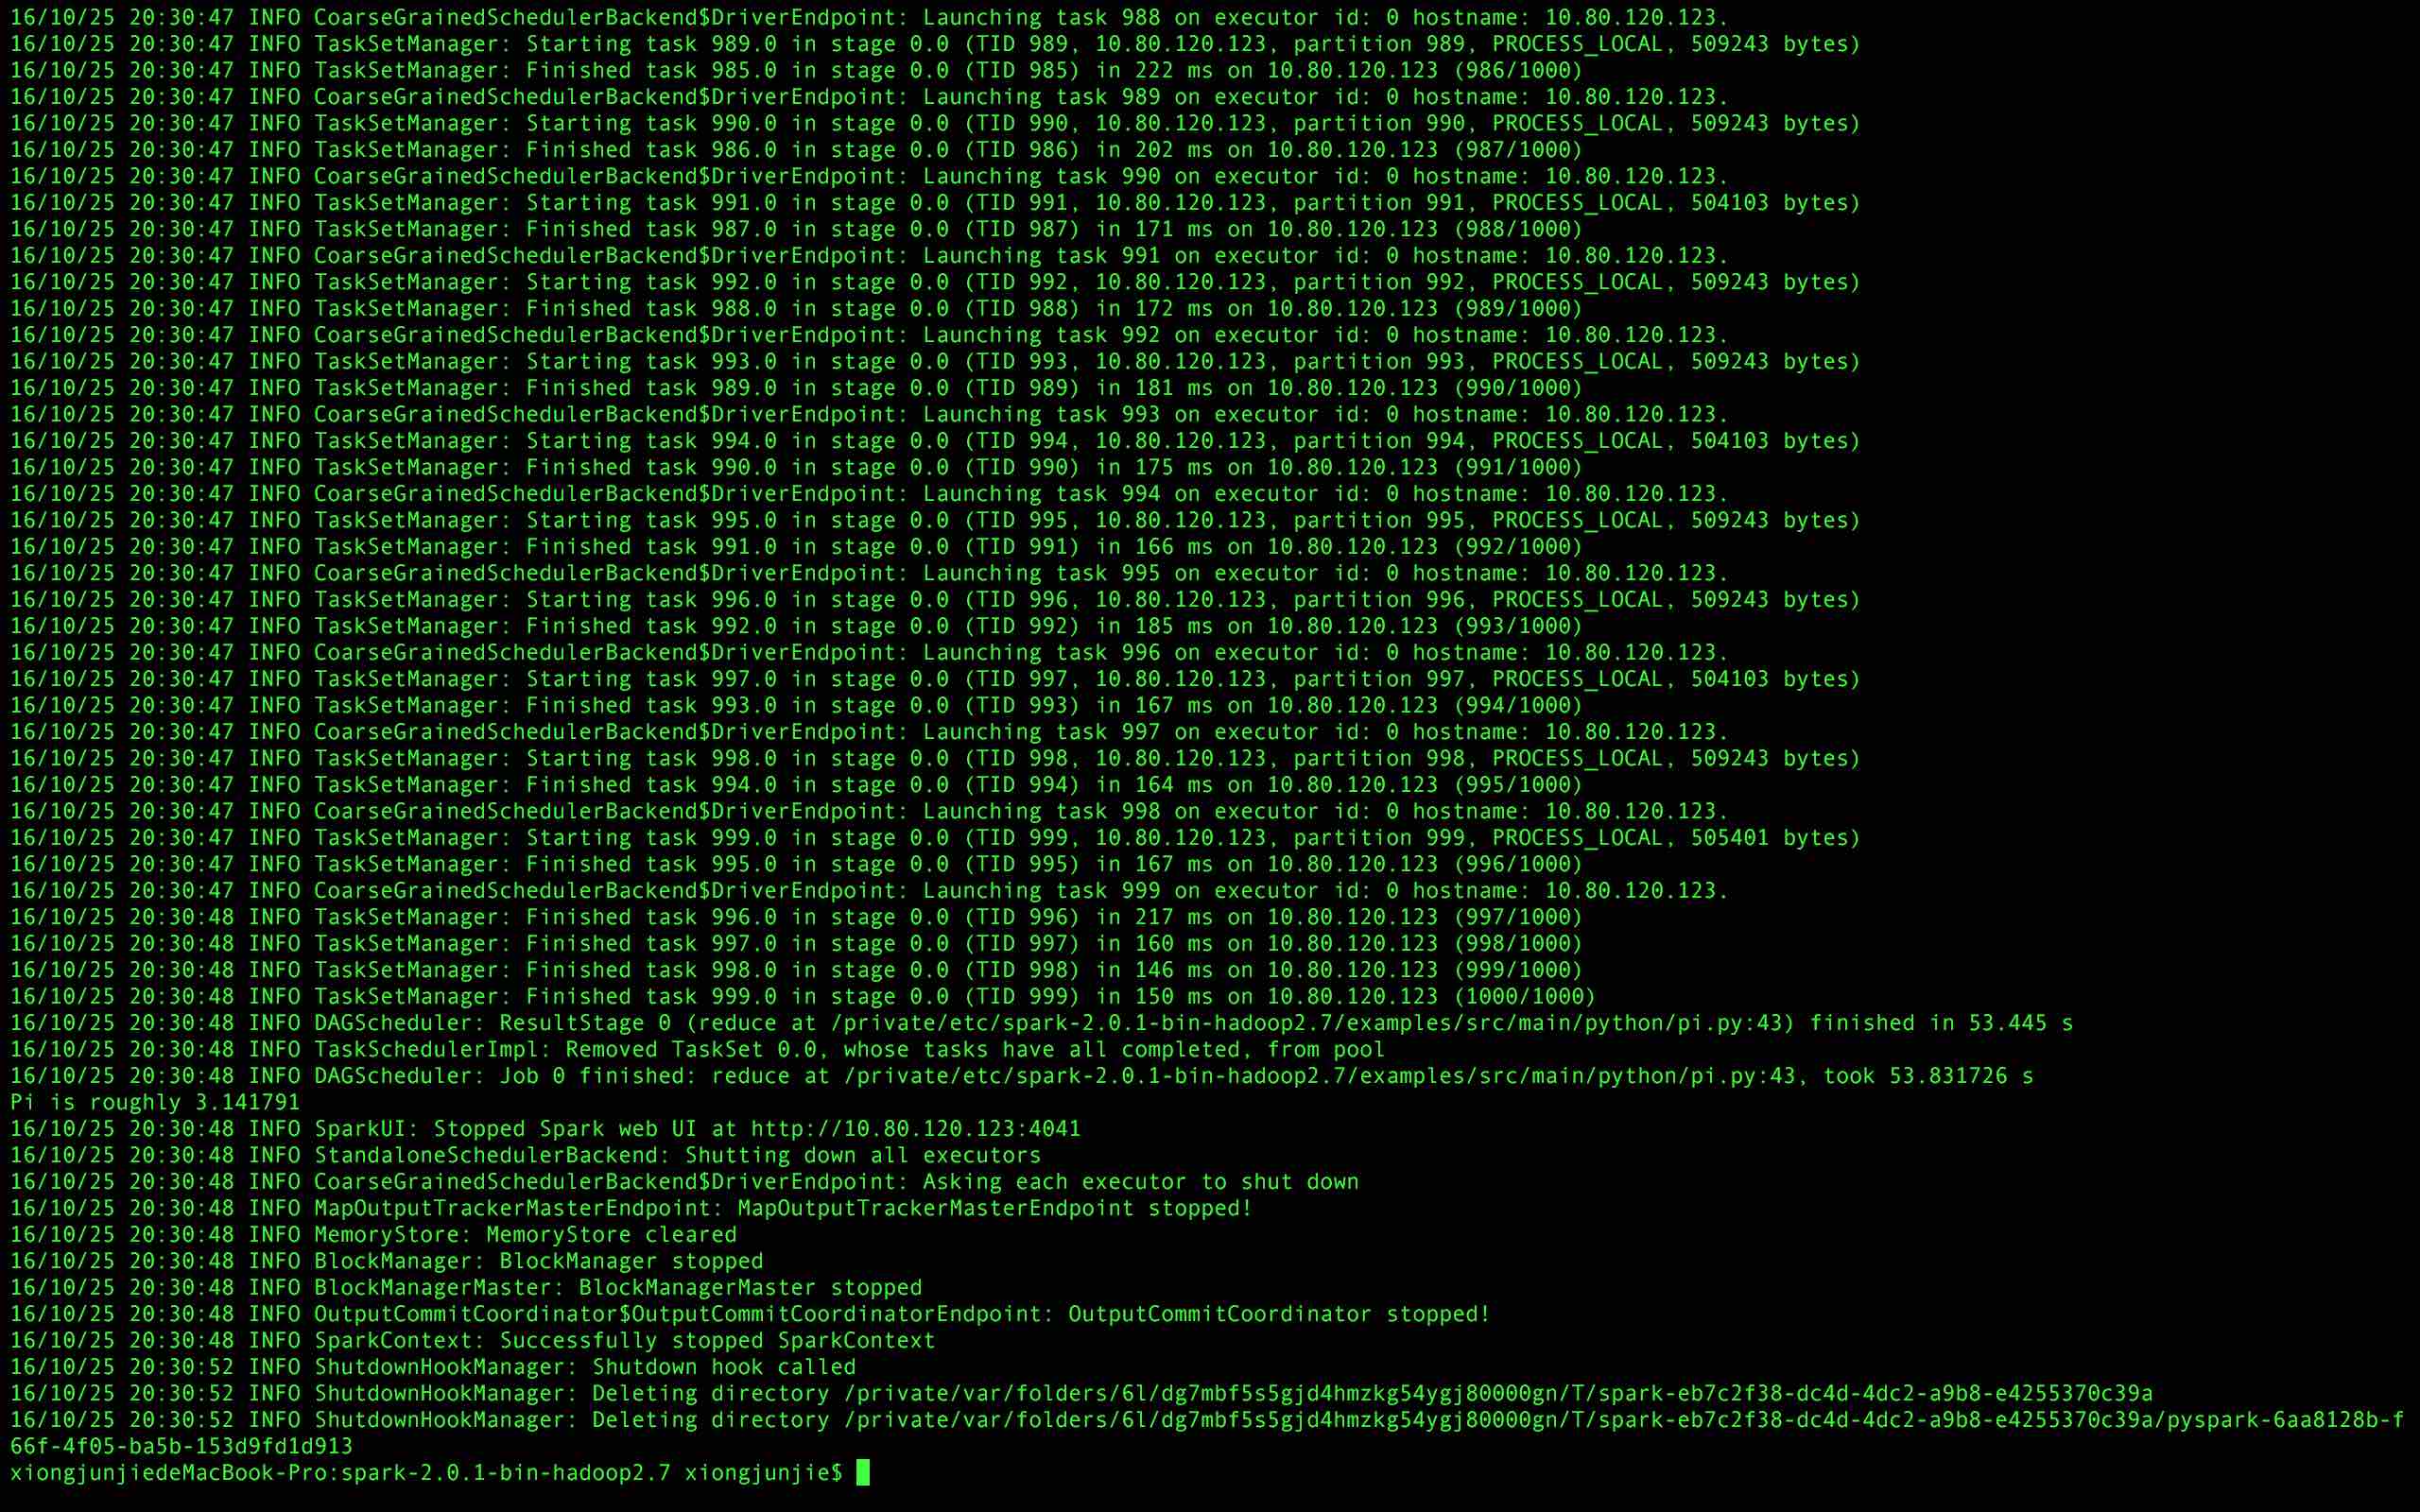 16/10/25 20:30:47 INFO CoarseGrainedSchedulerBackend$DriverEndpoint: Launching task 988 on executor id: 0 hostname: 10.80.120.123.
16/10/25 20:30:47 INFO TaskSetManager: Starting task 989.0 in stage 0.0 (TID 989, 10.80.120.123, partition 989, PROCESS_LOCAL, 509243 bytes)
16/10/25 20:30:47 INFO TaskSetManager: Finished task 985.0 in stage 0.0 (TID 985) in 222 ms on 10.80.120.123 (986/1000)
16/10/25 20:30:47 INFO CoarseGrainedSchedulerBackend$DriverEndpoint: Launching task 989 on executor id: 0 hostname: 10.80.120.123.
16/10/25 20:30:47 INFO TaskSetManager: Starting task 990.0 in stage 0.0 (TID 990, 10.80.120.123, partition 990, PROCESS_LOCAL, 509243 bytes)
16/10/25 20:30:47 INFO TaskSetManager: Finished task 986.0 in stage 0.0 (TID 986) in 202 ms on 10.80.120.123 (987/1000)
16/10/25 20:30:47 INFO CoarseGrainedSchedulerBackend$DriverEndpoint: Launching task 990 on executor id: 0 hostname: 10.80.120.123.
16/10/25 20:30:47 INFO TaskSetManager: Starting task 991.0 in stage 0.0 (TID 991, 10.80.120.123, partition 991, PROCESS_LOCAL, 504103 bytes)
16/10/25 20:30:47 INFO TaskSetManager: Finished task 987.0 in stage 0.0 (TID 987) in 171 ms on 10.80.120.123 (988/1000)
16/10/25 20:30:47 INFO CoarseGrainedSchedulerBackend$DriverEndpoint: Launching task 991 on executor id: 0 hostname: 10.80.120.123.
16/10/25 20:30:47 INFO TaskSetManager: Starting task 992.0 in stage 0.0 (TID 992, 10.80.120.123, partition 992, PROCESS_LOCAL, 509243 bytes)
16/10/25 20:30:47 INFO TaskSetManager: Finished task 988.0 in stage 0.0 (TID 988) in 172 ms on 10.80.120.123 (989/1000)
16/10/25 20:30:47 INFO CoarseGrainedSchedulerBackend$DriverEndpoint: Launching task 992 on executor id: 0 hostname: 10.80.120.123.
16/10/25 20:30:47 INFO TaskSetManager: Starting task 993.0 in stage 0.0 (TID 993, 10.80.120.123, partition 993, PROCESS_LOCAL, 509243 bytes)
16/10/25 20:30:47 INFO TaskSetManager: Finished task 989.0 in stage 0.0 (TID 989) in 181 ms on 10.80.120.123 (990/1000)
16/10/25 20:30:47 INFO CoarseGrainedSchedulerBackend$DriverEndpoint: Launching task 993 on executor id: 0 hostname: 10.80.120.123.
16/10/25 20:30:47 INFO TaskSetManager: Starting task 994.0 in stage 0.0 (TID 994, 10.80.120.123, partition 994, PROCESS_LOCAL, 504103 bytes)
16/10/25 20:30:47 INFO TaskSetManager: Finished task 990.0 in stage 0.0 (TID 990) in 175 ms on 10.80.120.123 (991/1000)
16/10/25 20:30:47 INFO CoarseGrainedSchedulerBackend$DriverEndpoint: Launching task 994 on executor id: 0 hostname: 10.80.120.123.
16/10/25 20:30:47 INFO TaskSetManager: Starting task 995.0 in stage 0.0 (TID 995, 10.80.120.123, partition 995, PROCESS_LOCAL, 509243 bytes)
16/10/25 20:30:47 INFO TaskSetManager: Finished task 991.0 in stage 0.0 (TID 991) in 166 ms on 10.80.120.123 (992/1000)
16/10/25 20:30:47 INFO CoarseGrainedSchedulerBackend$DriverEndpoint: Launching task 995 on executor id: 0 hostname: 10.80.120.123.
16/10/25 20:30:47 INFO TaskSetManager: Starting task 996.0 in stage 0.0 (TID 996, 10.80.120.123, partition 996, PROCESS_LOCAL, 509243 bytes)
16/10/25 20:30:47 INFO TaskSetManager: Finished task 992.0 in stage 0.0 (TID 992) in 185 ms on 10.80.120.123 (993/1000)
16/10/25 20:30:47 INFO CoarseGrainedSchedulerBackend$DriverEndpoint: Launching task 996 on executor id: 0 hostname: 10.80.120.123.
16/10/25 20:30:47 INFO TaskSetManager: Starting task 997.0 in stage 0.0 (TID 997, 10.80.120.123, partition 997, PROCESS_LOCAL, 504103 bytes)
16/10/25 20:30:47 INFO TaskSetManager: Finished task 993.0 in stage 0.0 (TID 993) in 167 ms on 10.80.120.123 (994/1000)
16/10/25 20:30:47 INFO CoarseGrainedSchedulerBackend$DriverEndpoint: Launching task 997 on executor id: 0 hostname: 10.80.120.123.
16/10/25 20:30:47 INFO TaskSetManager: Starting task 998.0 in stage 0.0 (TID 998, 10.80.120.123, partition 998, PROCESS_LOCAL, 509243 bytes)
16/10/25 20:30:47 INFO TaskSetManager: Finished task 994.0 in stage 0.0 (TID 994) in 164 ms on 10.80.120.123 (995/1000)
16/10/25 20:30:47 INFO CoarseGrainedSchedulerBackend$DriverEndpoint: Launching task 998 on executor id: 0 hostname: 10.80.120.123.
16/10/25 20:30:47 INFO TaskSetManager: Starting task 999.0 in stage 0.0 (TID 999, 10.80.120.123, partition 999, PROCESS_LOCAL, 505401 bytes)
16/10/25 20:30:47 INFO TaskSetManager: Finished task 995.0 in stage 0.0 (TID 995) in 167 ms on 10.80.120.123 (996/1000)
16/10/25 20:30:47 INFO CoarseGrainedSchedulerBackend$DriverEndpoint: Launching task 999 on executor id: 0 hostname: 10.80.120.123.
16/10/25 20:30:48 INFO TaskSetManager: Finished task 996.0 in stage 0.0 (TID 996) in 217 ms on 10.80.120.123 (997/1000)
16/10/25 20:30:48 INFO TaskSetManager: Finished task 997.0 in stage 0.0 (TID 997) in 160 ms on 10.80.120.123 (998/1000)
16/10/25 20:30:48 INFO TaskSetManager: Finished task 998.0 in stage 0.0 (TID 998) in 146 ms on 10.80.120.123 (999/1000)
16/10/25 20:30:48 INFO TaskSetManager: Finished task 999.0 in stage 0.0 (TID 999) in 150 ms on 10.80.120.123 (1000/1000)
16/10/25 20:30:48 INFO DAGScheduler: ResultStage 0 (reduce at /private/etc/spark-2.0.1-bin-hadoop2.7/examples/src/main/python/pi.py:43) finished in 53.445 s
16/10/25 20:30:48 INFO TaskSchedulerImpl: Removed TaskSet 0.0, whose tasks have all completed, from pool
16/10/25 20:30:48 INFO DAGScheduler: Job 0 finished: reduce at /private/etc/spark-2.0.1-bin-hadoop2.7/examples/src/main/python/pi.py:43, took 53.831726 s
Pi is roughly 3.141791
16/10/25 20:30:48 INFO SparkUI: Stopped Spark web UI at http://10.80.120.123:4041
16/10/25 20:30:48 INFO StandaloneSchedulerBackend: Shutting down all executors
16/10/25 20:30:48 INFO CoarseGrainedSchedulerBackend$DriverEndpoint: Asking each executor to shut down
16/10/25 20:30:48 INFO MapOutputTrackerMasterEndpoint: MapOutputTrackerMasterEndpoint stopped!
16/10/25 20:30:48 INFO MemoryStore: MemoryStore cleared
16/10/25 20:30:48 INFO BlockManager: BlockManager stopped
16/10/25 20:30:48 INFO BlockManagerMaster: BlockManagerMaster stopped
16/10/25 20:30:48 INFO OutputCommitCoordinator$OutputCommitCoordinatorEndpoint: OutputCommitCoordinator stopped!
16/10/25 20:30:48 INFO SparkContext: Successfully stopped SparkContext
16/10/25 20:30:52 INFO ShutdownHookManager: Shutdown hook called
16/10/25 20:30:52 INFO ShutdownHookManager: Deleting directory /private/var/folders/6l/dg7mbf5s5gjd4hmzkg54ygj80000gn/T/spark-eb7c2f38-dc4d-4dc2-a9b8-e4255370c39a
16/10/25 20:30:52 INFO ShutdownHookManager: Deleting directory /private/var/folders/6l/dg7mbf5s5gjd4hmzkg54ygj80000gn/T/spark-eb7c2f38-dc4d-4dc2-a9b8-e4255370c39a/pyspark-6aa8128b-f
66f-4f05-ba5b-153d9fd1d913
xiongjunjiedeMacBook-Pro:spark-2.0.1-bin-hadoop2.7 xiongjunjie$